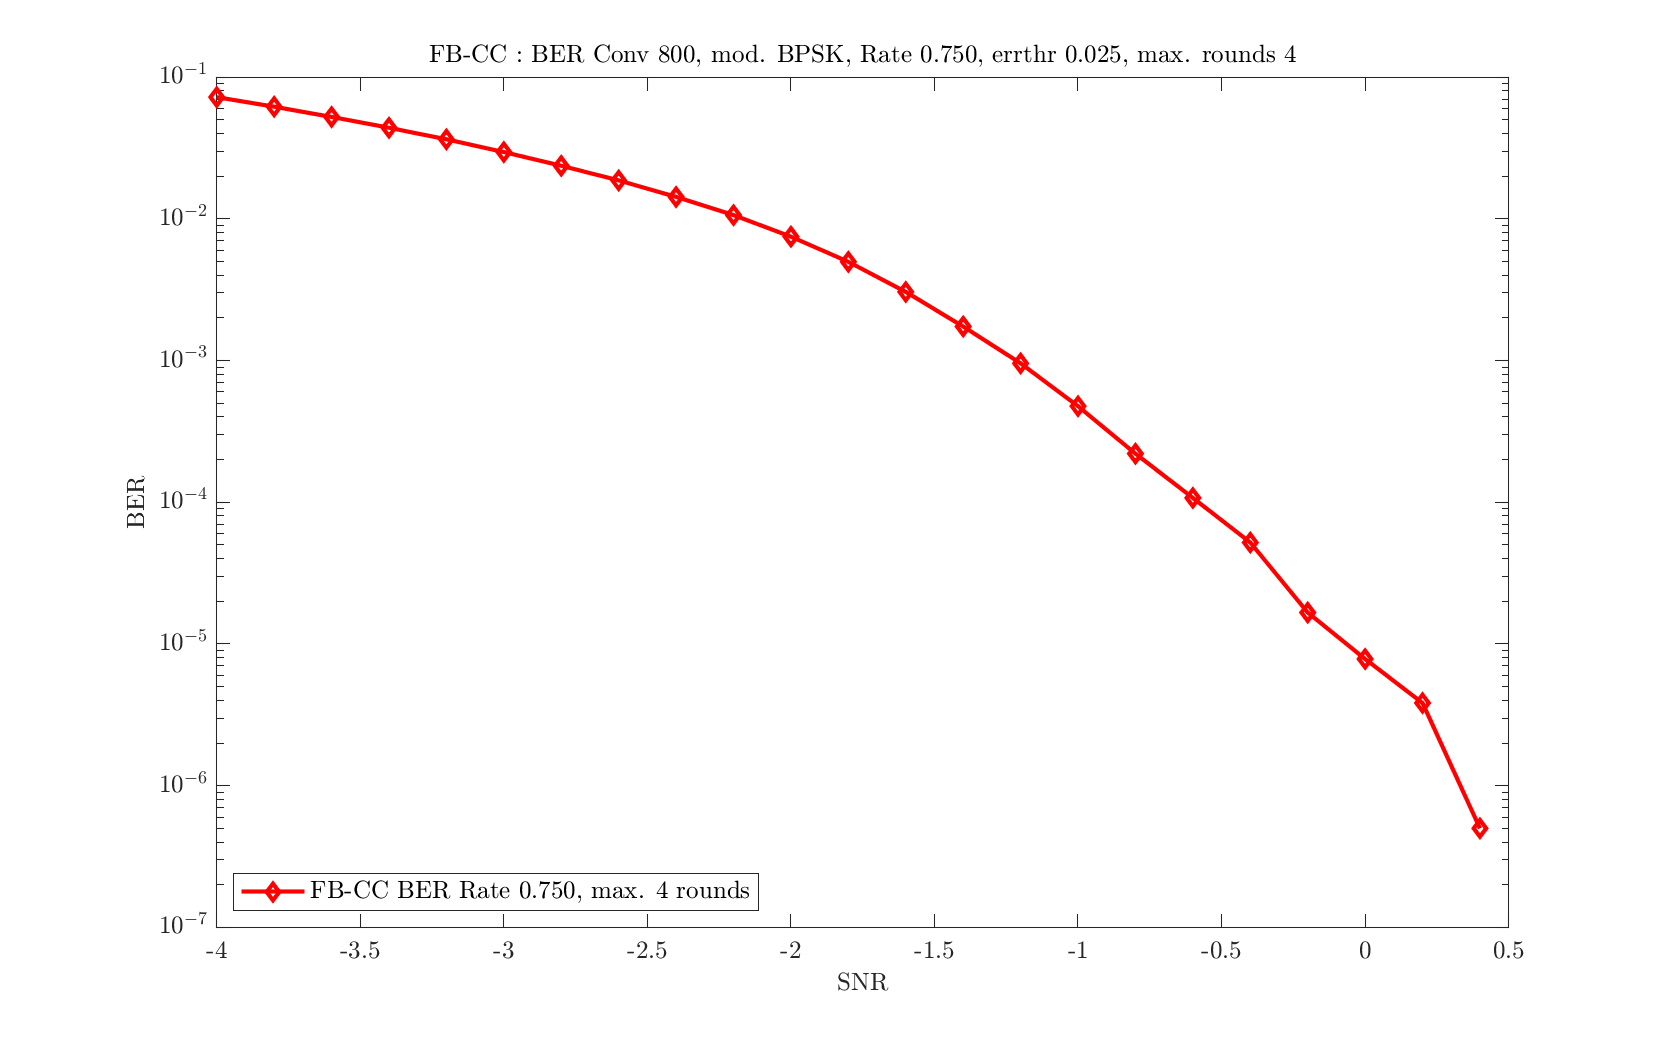 FB-CC : BER Conv 800, mod. BPSK, Rate 0.750, errthr 0.025, max. rounds 4
10⁻¹
10⁻²
10⁻³
10⁻⁴
10⁻⁵
10⁻⁶
10⁻⁷
BER
FB-CC BER Rate 0.750, max. 4 rounds
-4 -3.5 -3 -2.5 -2 -1.5 -1 -0.5 0 0.5
SNR